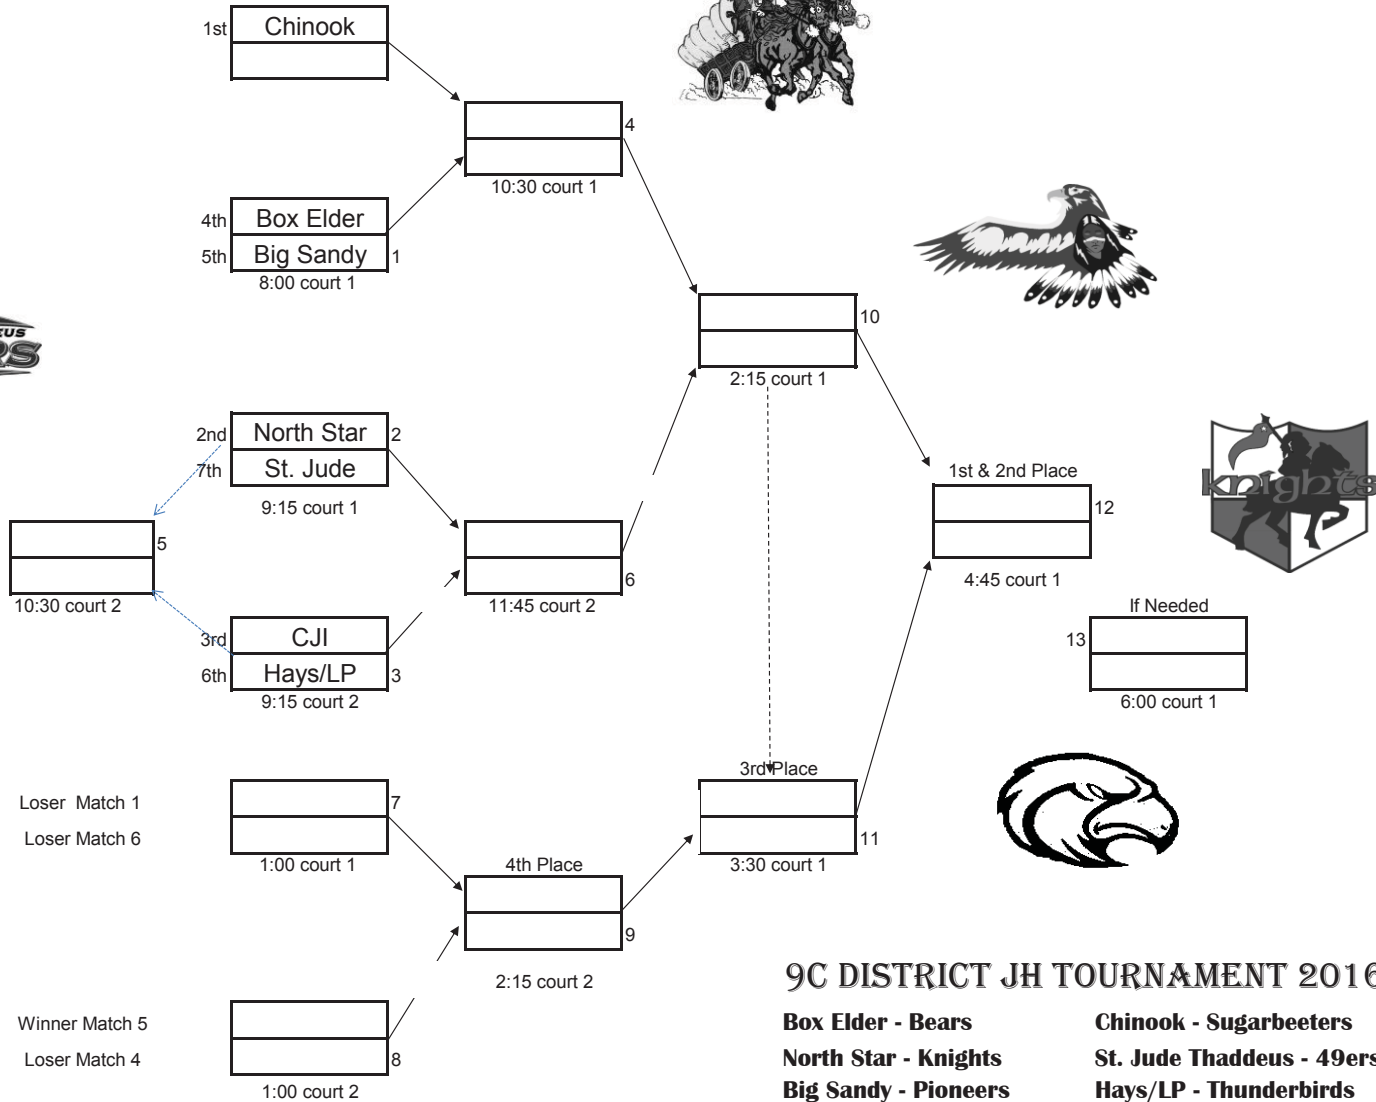 1st Chinook
4
10:30 court 1
4th Box Elder
5th Big Sandy 1
8:00 court 1
10
2:15 court 1
2nd North Star 2
7th St. Jude
9:15 court 1
knights
1st & 2nd Place
12
4:45 court 1
5
10:30 court 2
6
11:45 court 2
3rd CJI
6th Hays/LP 3
9:15 court 2
If Needed
13
6:00 court 1
Loser Match 1 7
Loser Match 6
1:00 court 1
3rd Place
11
3:30 court 1
4th Place
9
2:15 court 2
Winner Match 5
Loser Match 4 8
1:00 court 2
9C DISTRICT JH TOURNAMENT 2016
Box Elder - Bears Chinook - Sugarbeeters
North Star - Knights St. Jude Thaddeus - 49ers
Big Sandy - Pioneers Hays/LP - Thunderbirds